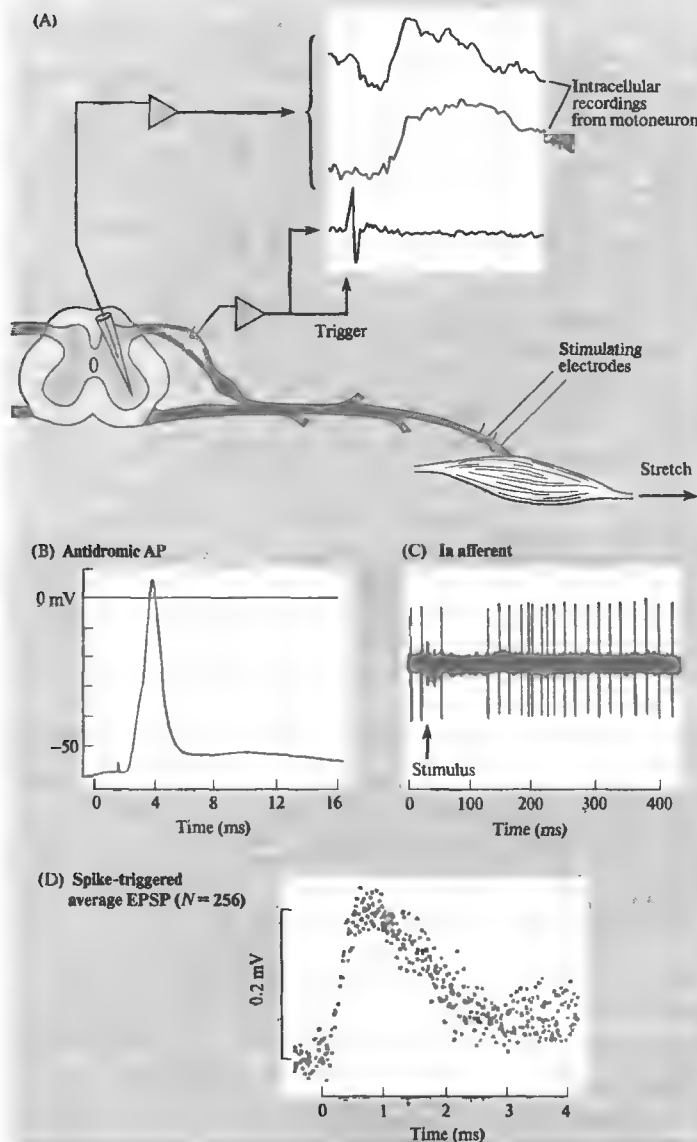 (A)
Intracellular
recordings
from motoneuron
Trigger
Stimulating
electrodes
Stretch
(B) Antidromic AP
0 mV
-50
0 4 8 12 16
Time (ms)
(C) Ia afferent
Stimulus
0 100 200 300 400
Time (ms)
(D) Spike-triggered
average EPSP (N = 256)
0.2 mV
0 1 2 3 4
Time (ms)